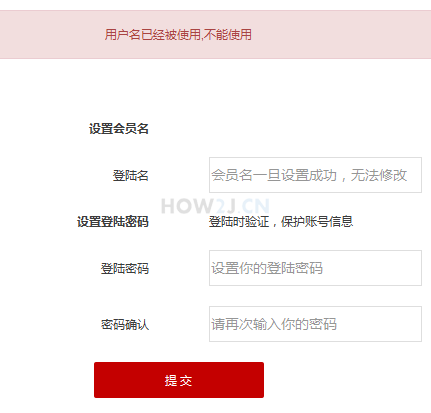 用户名已经被使用,不能使用
设置会员名
登陆名
会员名一旦设置成功，无法修改
HOW2J.CN
设置登陆密码
登陆时验证，保护账号信息
登陆密码
设置你的登陆密码
密码确认
请再次输入你的密码
提 交